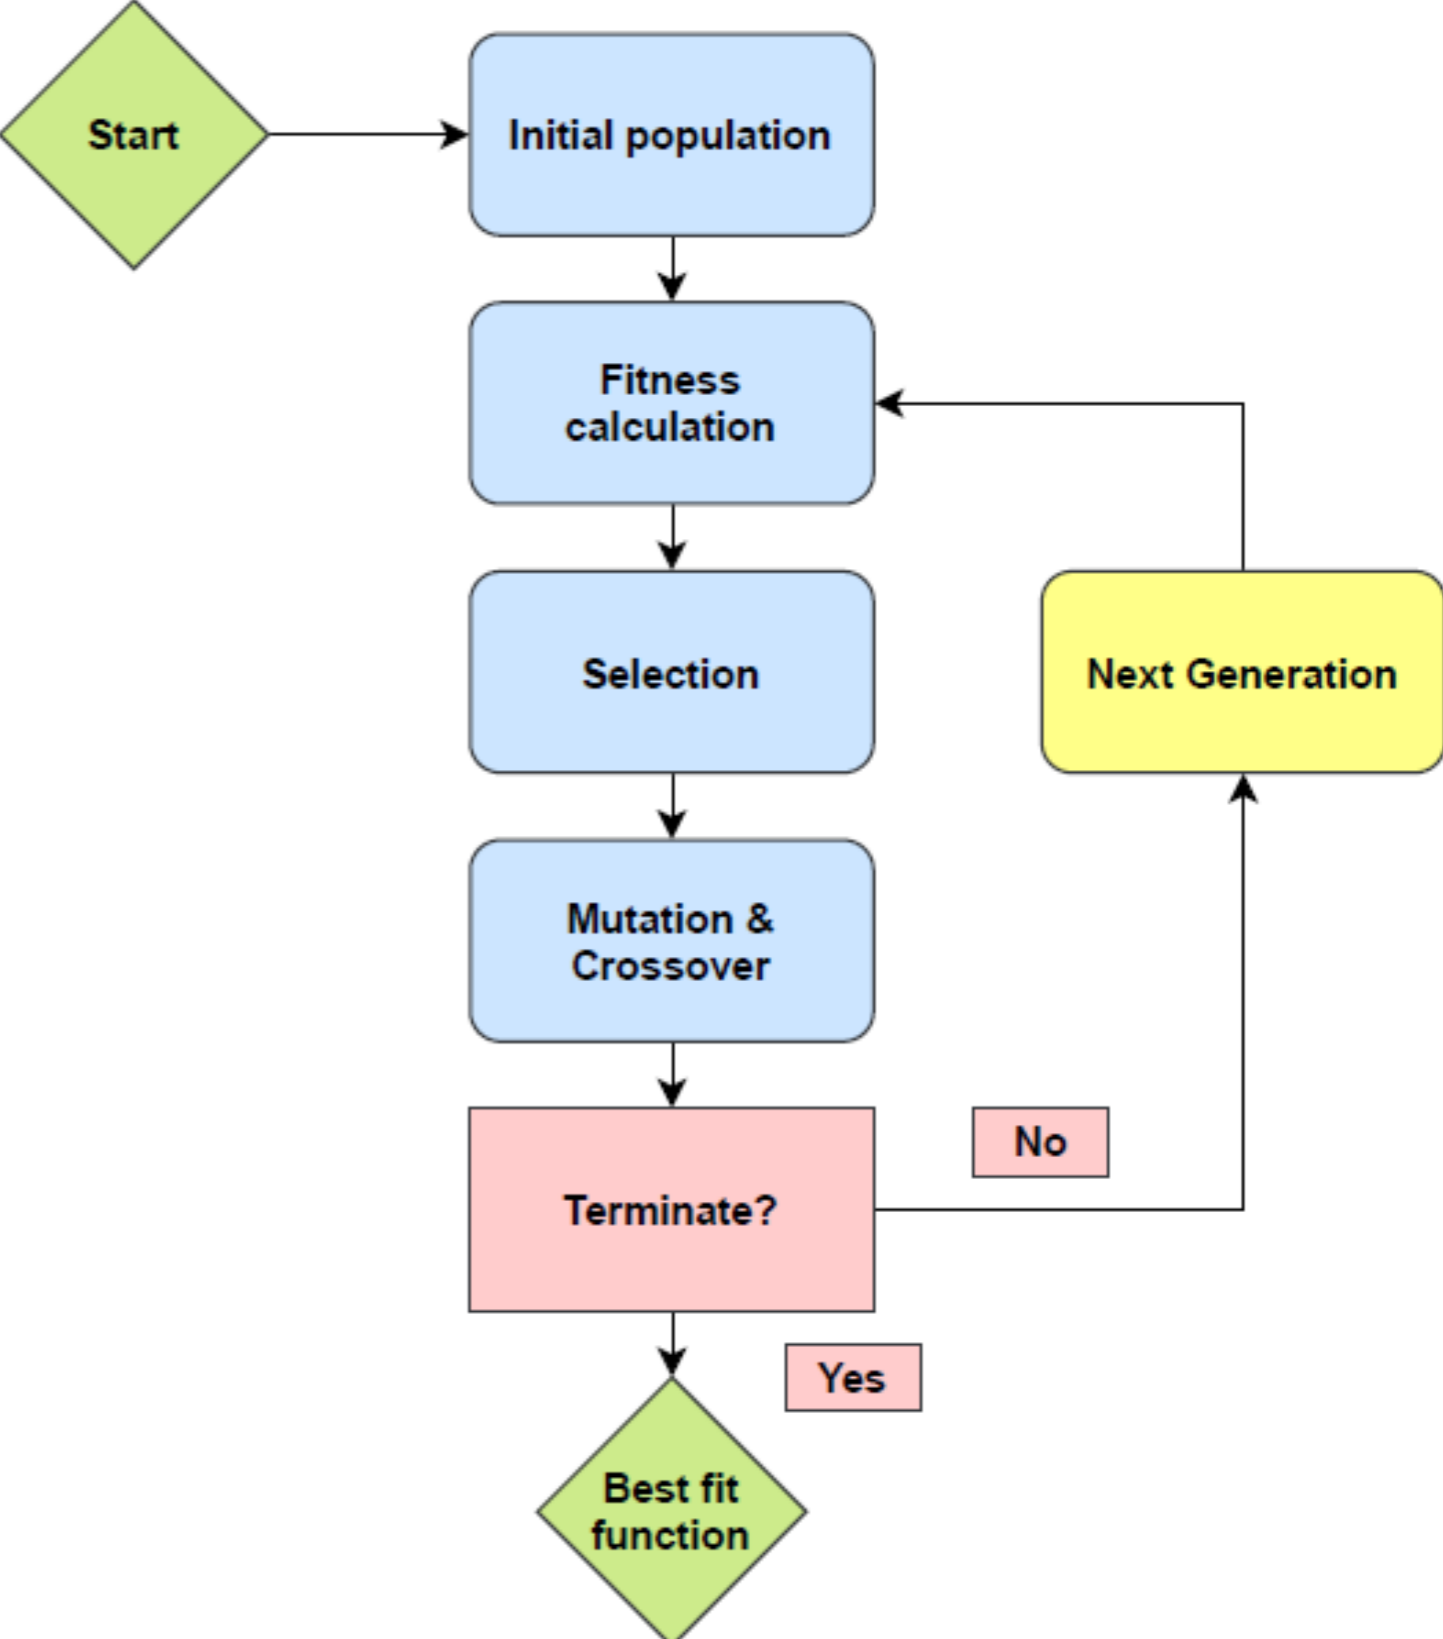 Start
Initial population
Fitness
calculation
Selection
Next Generation
Mutation &
Crossover
No
Terminate?
Yes
Best fit
function